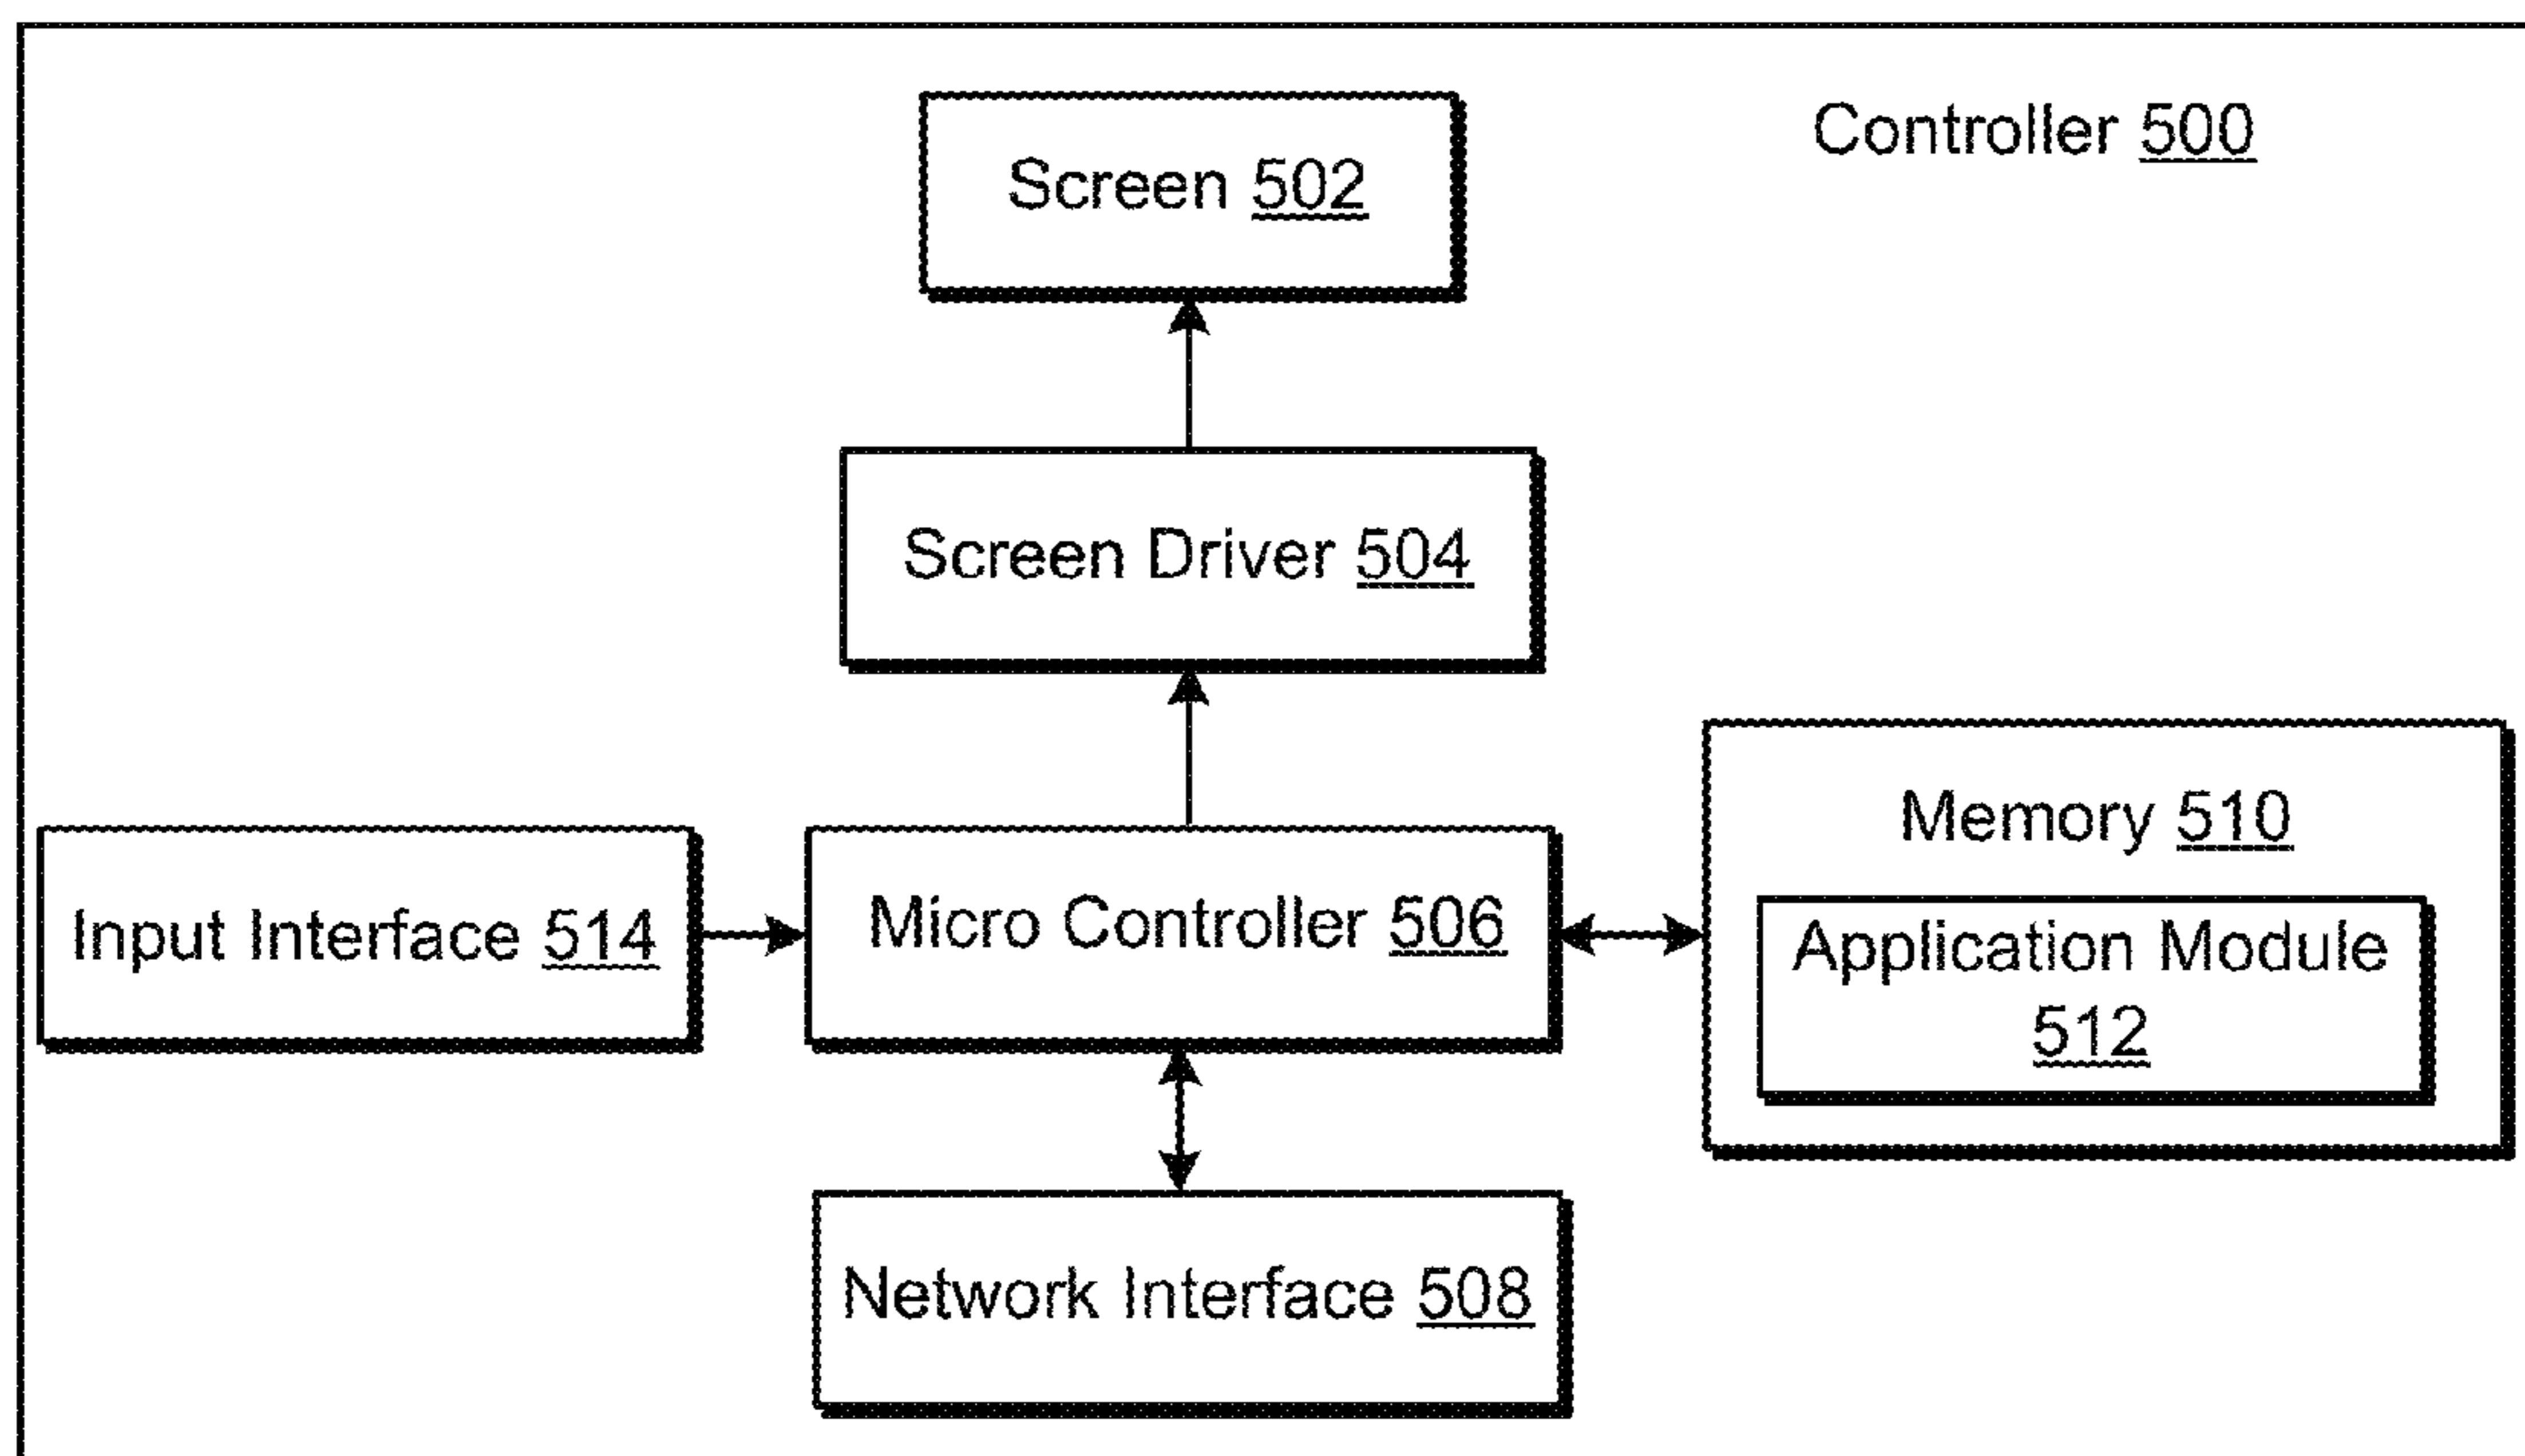 Controller 500
Screen 502
Screen Driver 504
Memory 510
Input Interface 514
Micro Controller 506
Application Module
512
Network Interface 508